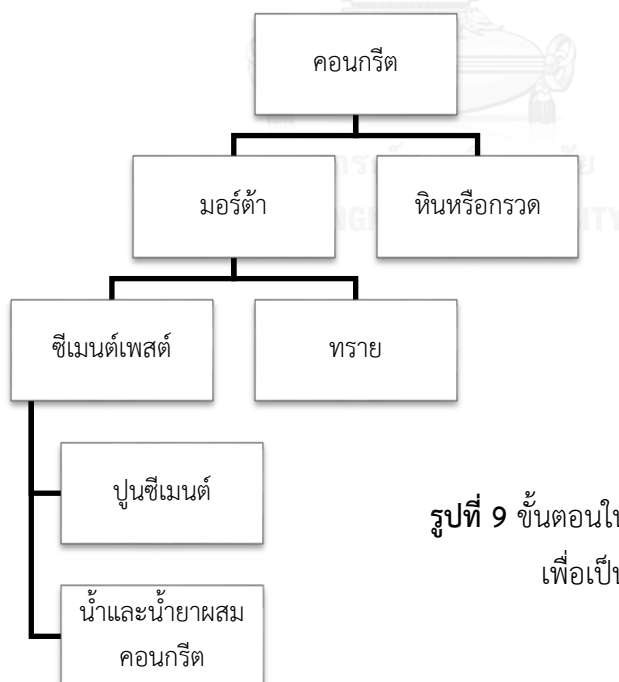 คอนกรีต
มอร์ต้า
หินหรือกรวด
ซีเมนต์เพสต์
ทราย
ปูนซีเมนต์
น้ำและน้ำยาผสม
คอนกรีต
รูปที่ 9 ขั้นตอนใน
เพื่อเป็น